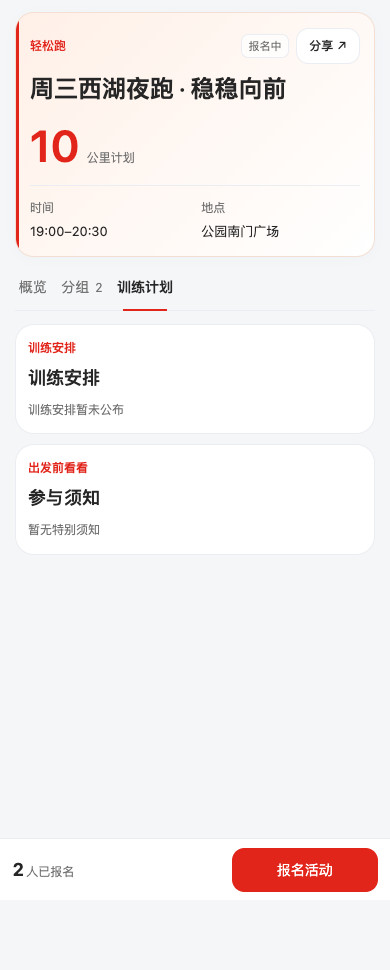 轻松跑
报名中
分享 ↗
周三西湖夜跑 · 稳稳向前
10 公里计划
时间 地点
19:00–20:30 公园南门广场
概览 分组 2 训练计划
训练安排
训练安排
训练安排暂未公布
出发前看看
参与须知
暂无特别须知
2 人已报名 报名活动